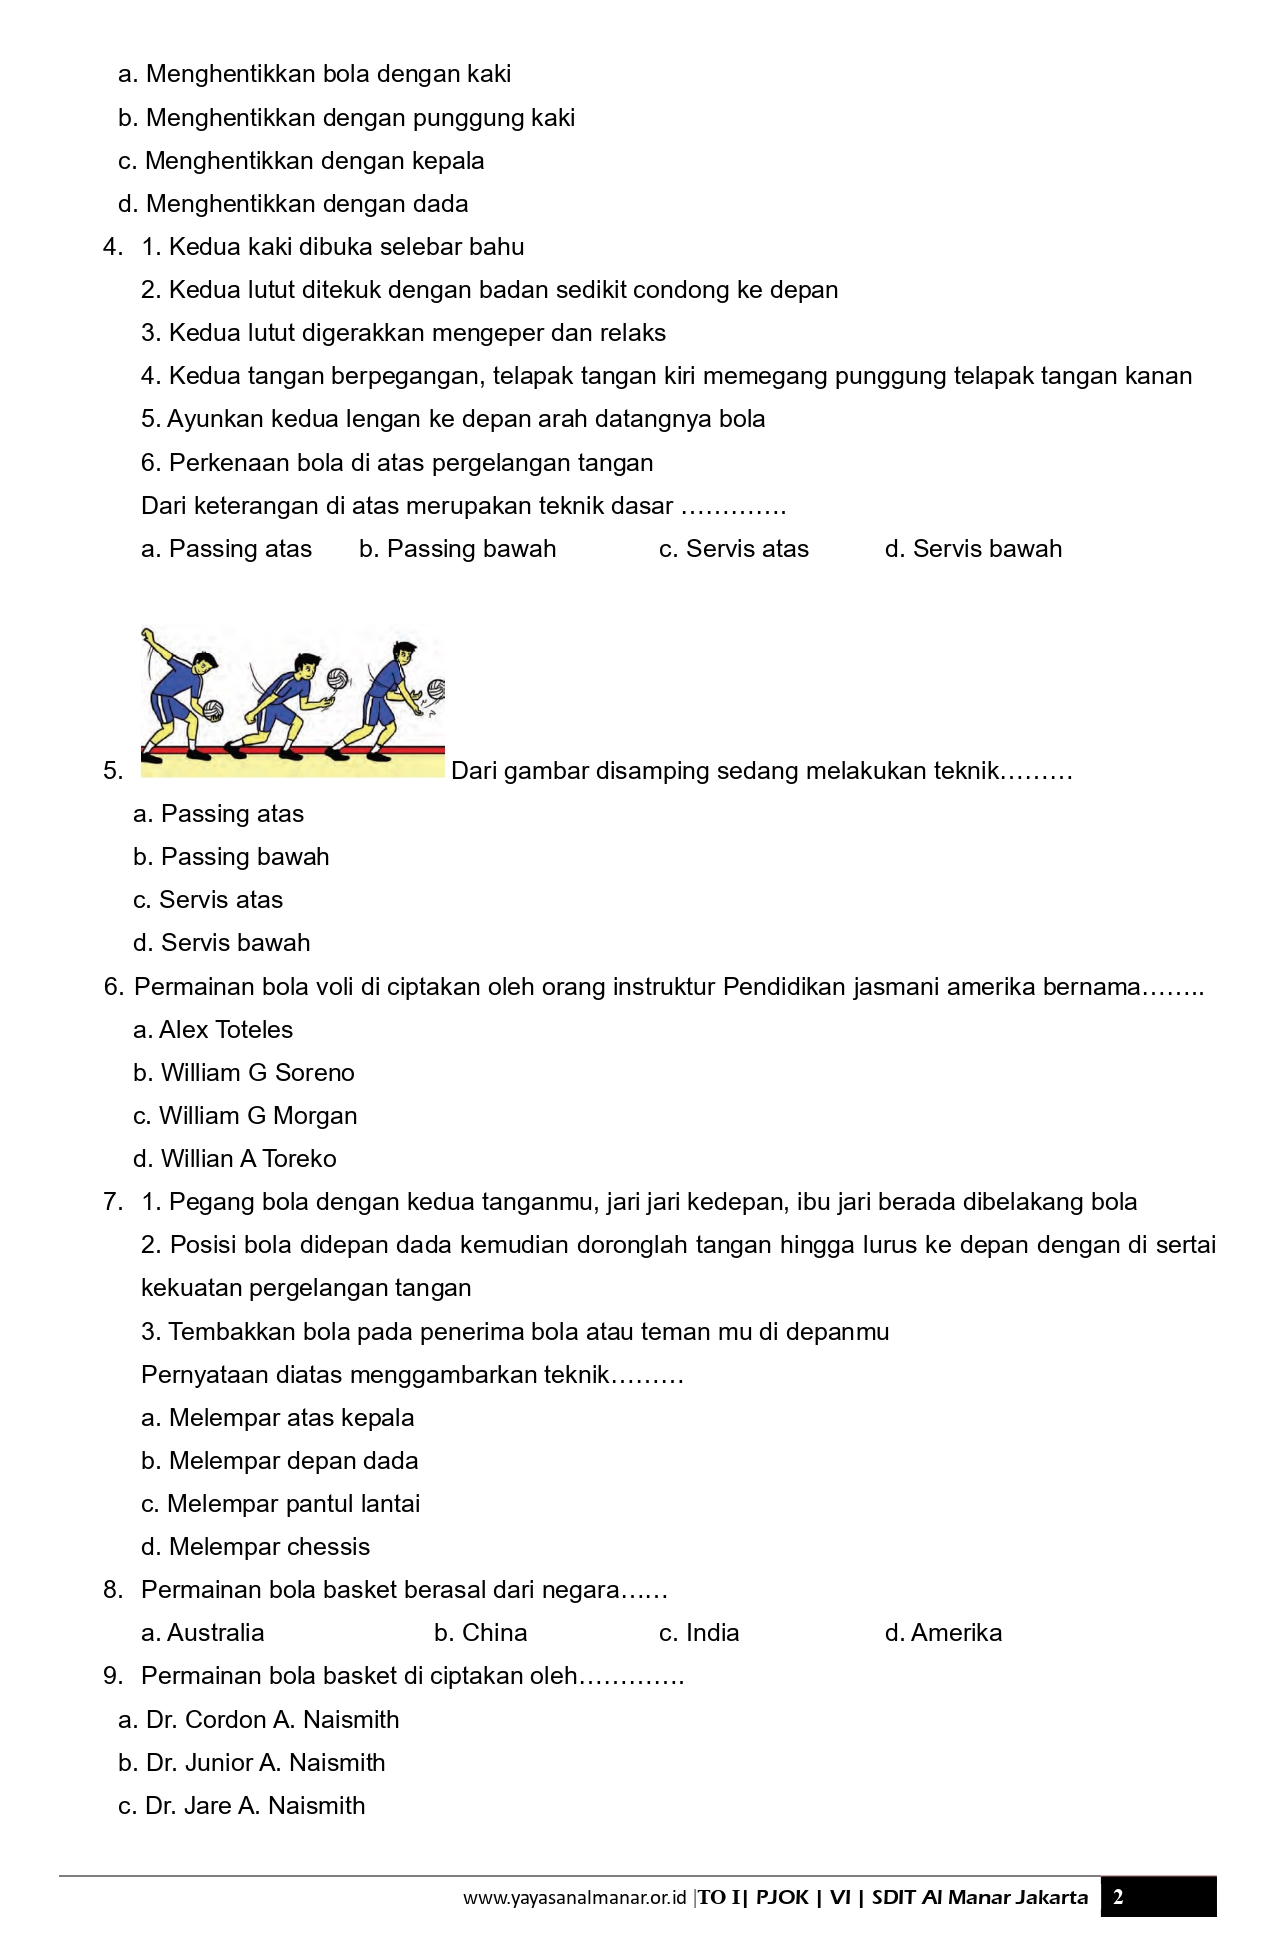 a. Menghentikkan bola dengan kaki
b. Menghentikkan dengan punggung kaki
c. Menghentikkan dengan kepala
d. Menghentikkan dengan dada
4. 1. Kedua kaki dibuka selebar bahu
2. Kedua lutut ditekuk dengan badan sedikit condong ke depan
3. Kedua lutut digerakkan mengeper dan relaks
4. Kedua tangan berpegangan, telapak tangan kiri memegang punggung telapak tangan kanan
5. Ayunkan kedua lengan ke depan arah datangnya bola
6. Perkenaan bola di atas pergelangan tangan
Dari keterangan di atas merupakan teknik dasar ………….
a. Passing atas b. Passing bawah c. Servis atas d. Servis bawah
5. Dari gambar disamping sedang melakukan teknik………
a. Passing atas
b. Passing bawah
c. Servis atas
d. Servis bawah
6. Permainan bola voli di ciptakan oleh orang instruktur Pendidikan jasmani amerika bernama……..
a. Alex Toteles
b. William G Soreno
c. William G Morgan
d. Willian A Toreko
7. 1. Pegang bola dengan kedua tanganmu, jari jari kedepan, ibu jari berada dibelakang bola
2. Posisi bola didepan dada kemudian doronglah tangan hingga lurus ke depan dengan di sertai
kekuatan pergelangan tangan
3. Tembakkan bola pada penerima bola atau teman mu di depanmu
Pernyataan diatas menggambarkan teknik………
a. Melempar atas kepala
b. Melempar depan dada
c. Melempar pantul lantai
d. Melempar chessis
8. Permainan bola basket berasal dari negara……
a. Australia b. China c. India d. Amerika
9. Permainan bola basket di ciptakan oleh………….
a. Dr. Cordon A. Naismith
b. Dr. Junior A. Naismith
c. Dr. Jare A. Naismith
www.yayasanalmanar.or.id |TO I| PJOK | VI | SDIT Al Manar Jakarta 2